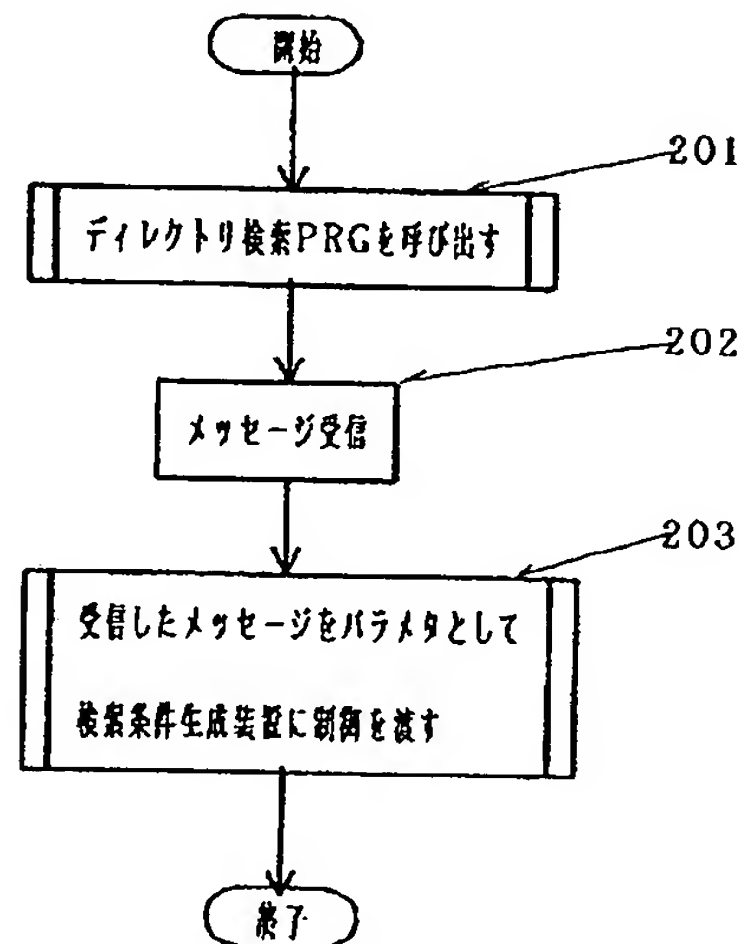 開始
201
ディレクトリ検索PRGを呼び出す
202
メッセージ受信
203
受信したメッセージをパラメタとして
検索条件生成装置に制御を渡す
終了